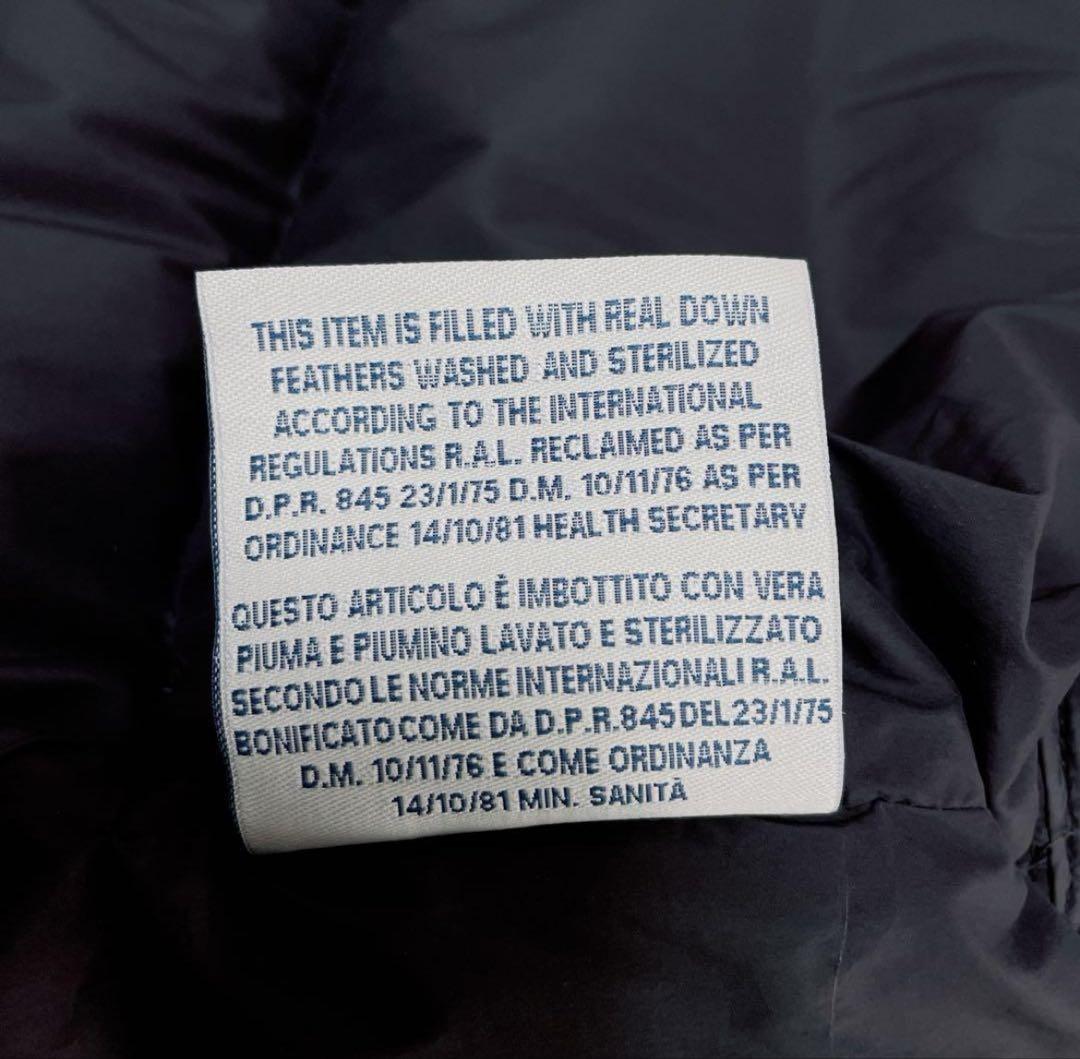 THIS ITEM IS FILLED WITH REAL DOWN
FEATHERS WASHED AND STERILIZED
ACCORDING TO THE INTERNATIONAL
REGULATIONS R.A.L. RECLAIMED AS PER
D.P.R. 845 23/1/75 D.M. 10/11/76 AS PER
ORDINANCE 14/10/81 HEALTH SECRETARY
QUESTO ARTICOLO È IMBOTTITO CON VERA
PIUMA E PIUMINO LAVATO E STERILIZZATO
SECONDO LE NORME INTERNAZIONALI R.A.L.
BONIFICATO COME DA D.P.R.845 DEL 23/1/75
D.M. 10/11/76 E COME ORDINANZA
14/10/81 MIN. SANITÀ